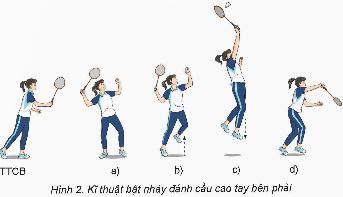 TTCB a) b) c) d)
Hình 2. Kĩ thuật bật nhảy đánh cầu cao tay bên phải